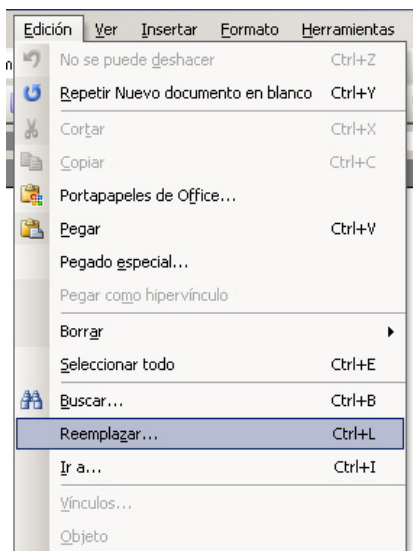 Edición Ver Insertar Formato Herramientas
No se puede deshacer Ctrl+Z
Repetir Nuevo documento en blanco Ctrl+Y
Cortar Ctrl+X
Copiar Ctrl+C
Portapapeles de Office...
Pegar Ctrl+V
Pegado especial...
Pegar como hipervínculo
Borrar
Seleccionar todo Ctrl+E
Buscar... Ctrl+B
Reemplazar... Ctrl+L
Ir a... Ctrl+I
Vínculos...
Objeto